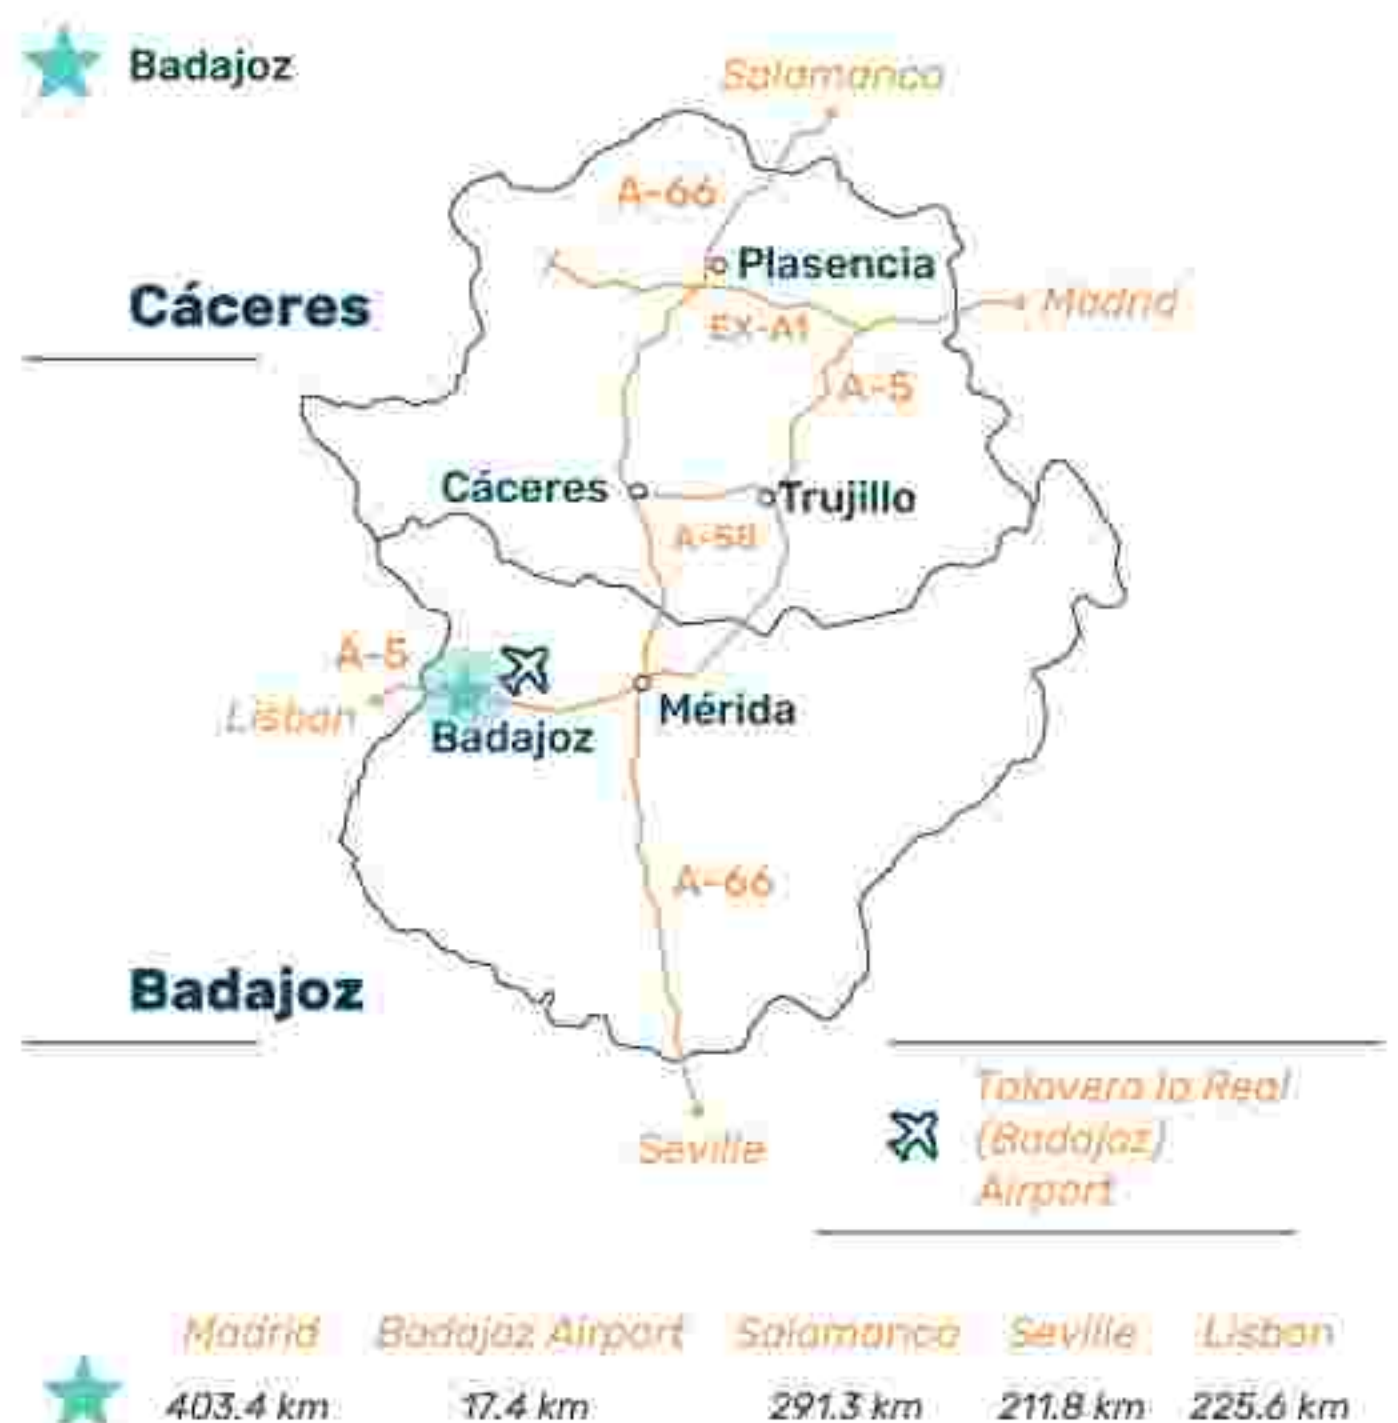 Badajoz
Salamanca
A-66
Plasencia
Cáceres
Madrid
EX-A1
A-5
Cáceres
Trujillo
A-58
A-5
Lisbon
Badajoz
Mérida
A-66
Badajoz
Talavera la Real
(Badajoz)
Airport
Seville
Madrid Badajoz Airport Salamanca Seville Lisbon
403.4 km 17.4 km 291.3 km 211.8 km 225.6 km